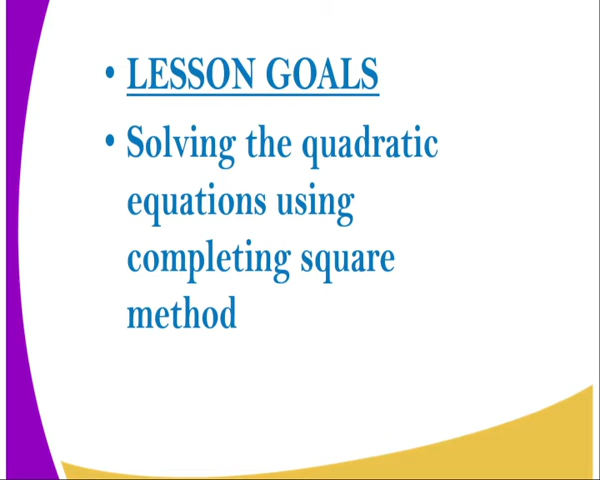 • LESSON GOALS
• Solving the quadratic
equations using
completing square
method